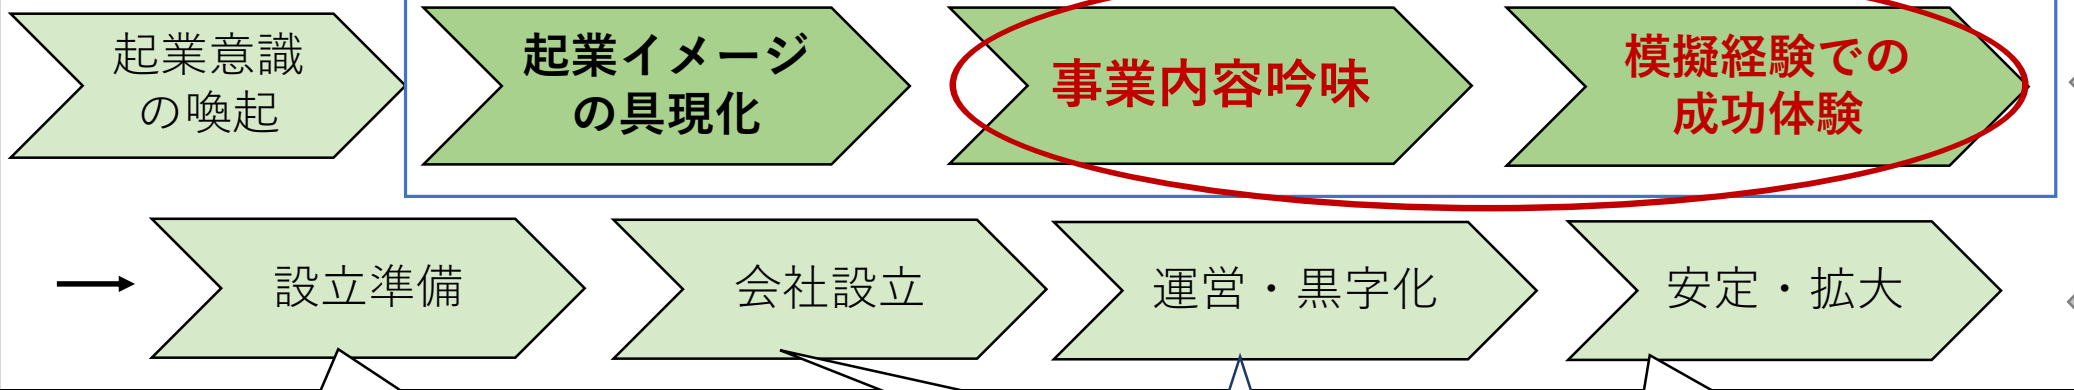 起業意識
の喚起
起業イメージ
の具現化
事業内容吟味
模擬経験での
成功体験
設立準備
会社設立
運営・黒字化
安定・拡大